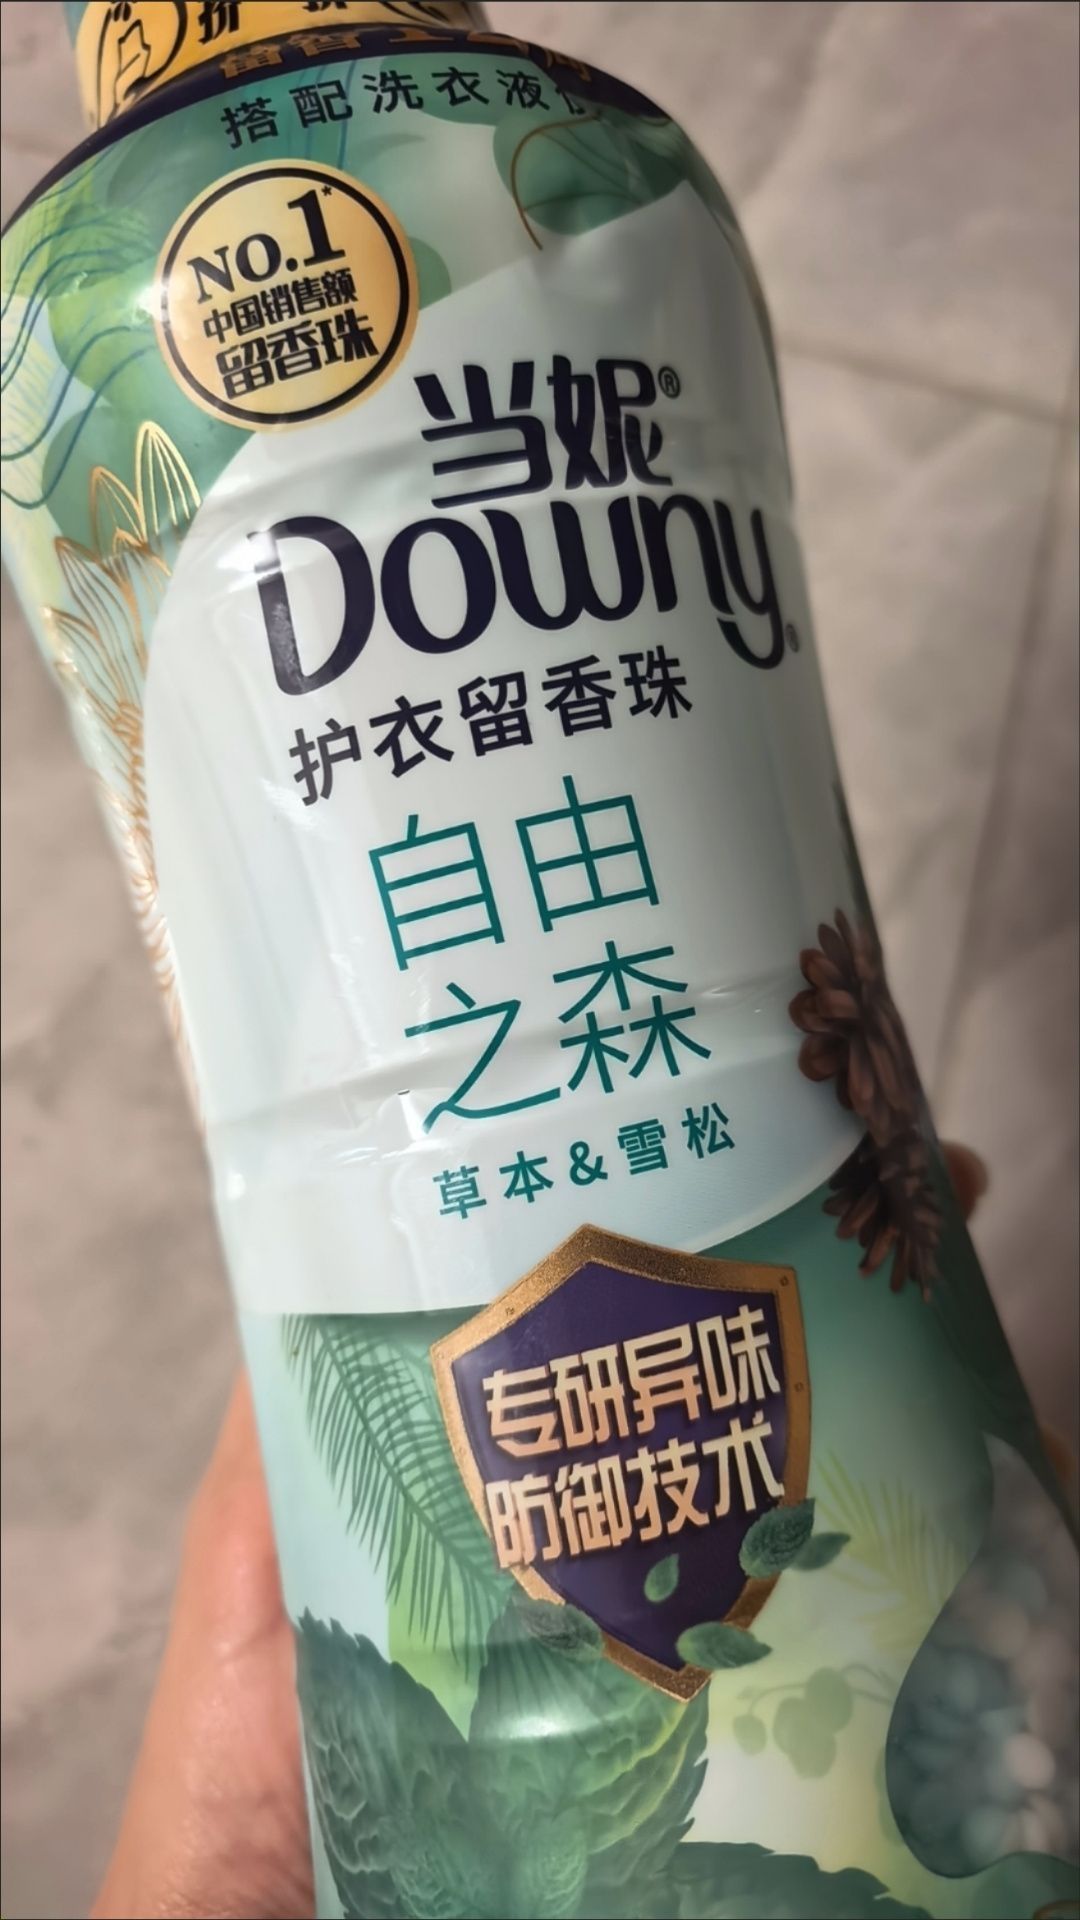 搭配洗衣液
NO.1*
中国销售额
留香珠
当妮®
Downy®
护衣留香珠
自由
之森
草本&雪松
专研异味
防御技术